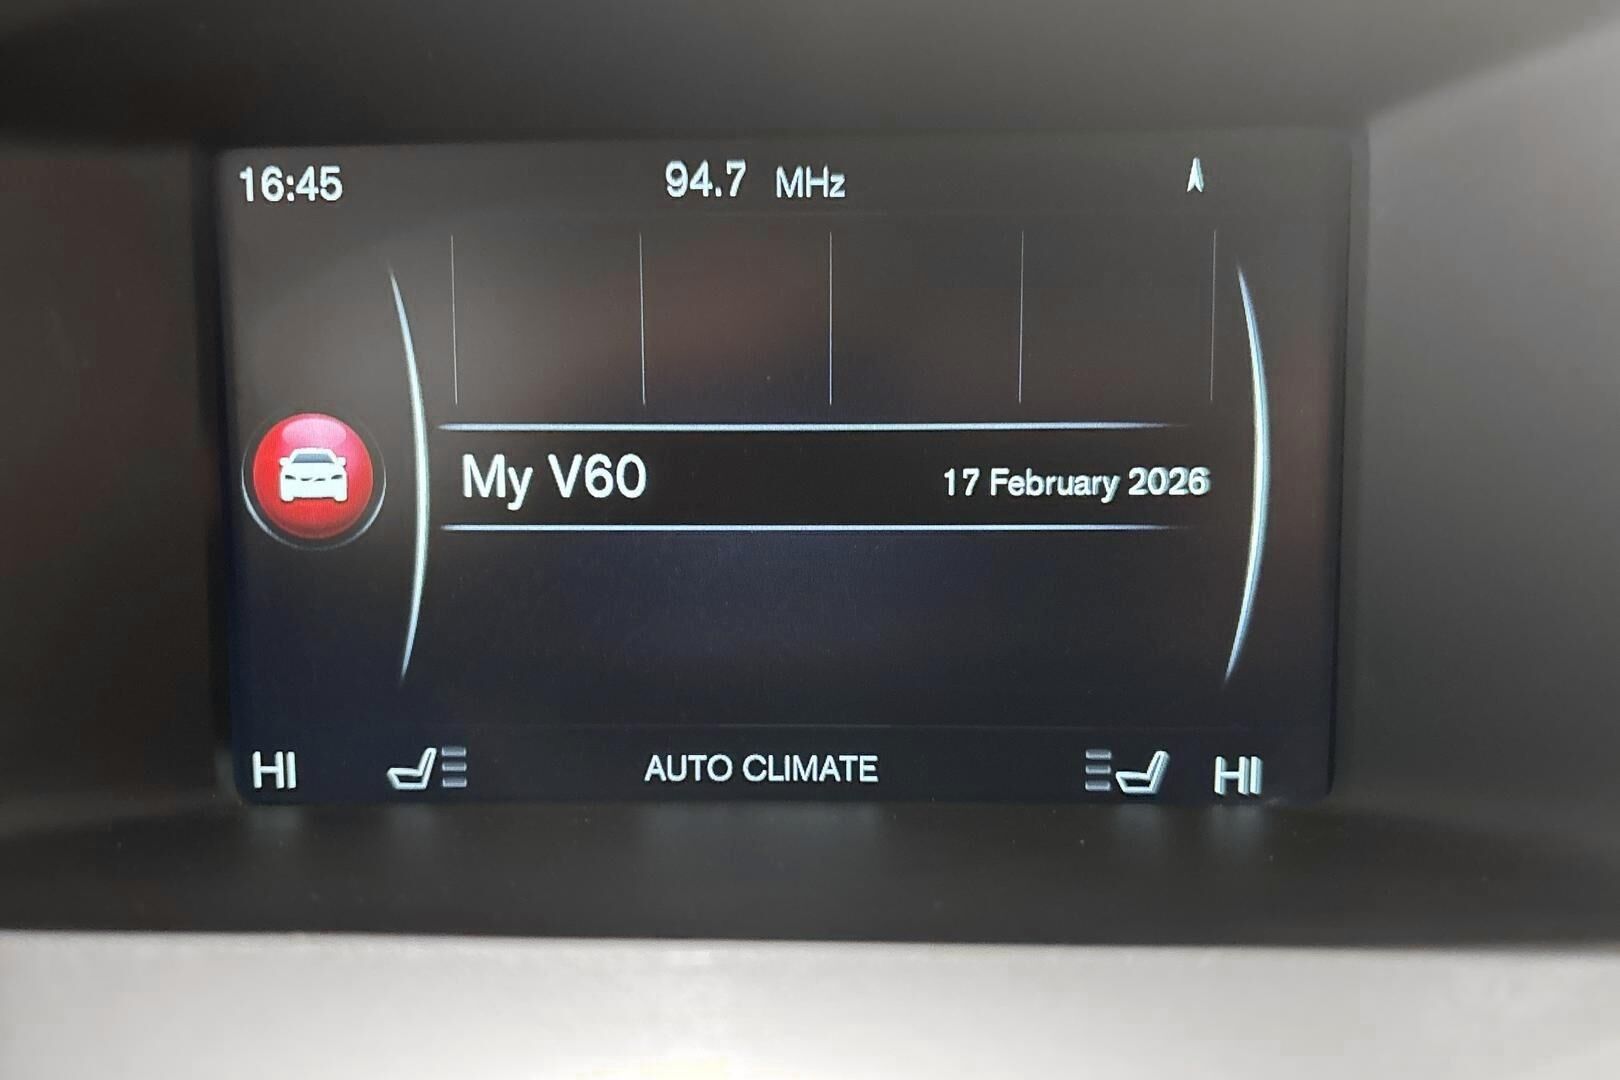 16:45 94.7 MHz
My V60 17 February 2026
HI AUTO CLIMATE HI